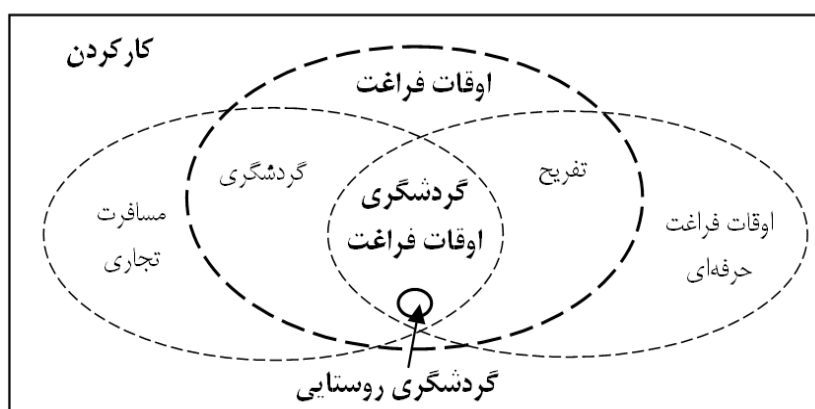 کارکردن
اوقات فراغت
گردشگری
تفریح
گردشگری
اوقات فراغت
مسافرت
تجاری
اوقات فراغت
حرفه‌ای
گردشگری روستایی